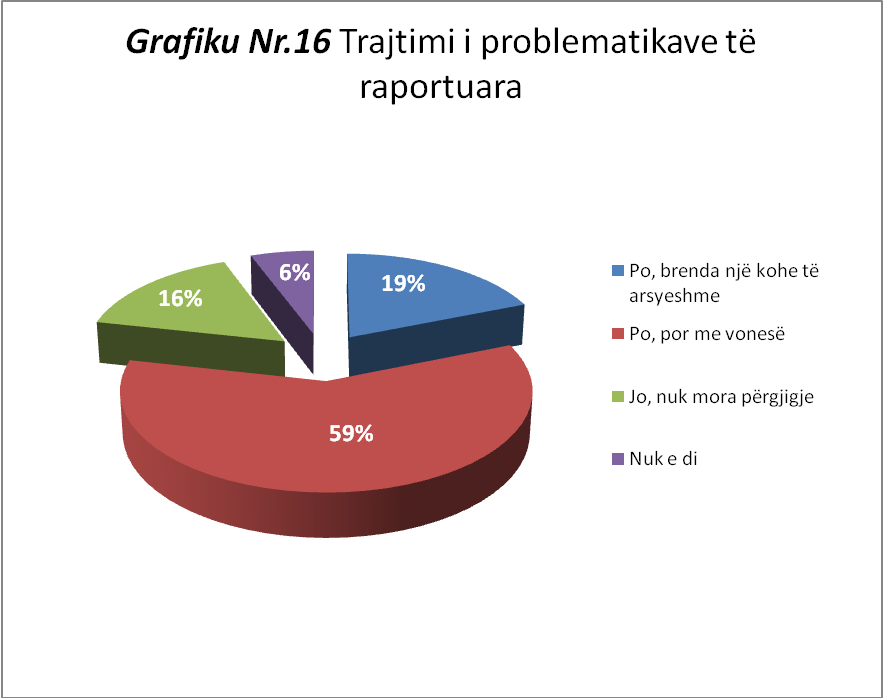 Grafiku Nr.16 Trajtimi i problematikave të
raportuara
6%
19%
16%
59%
Po, brenda një kohe të
arsyeshme
Po, por me vonesë
Jo, nuk mora përgjigje
Nuk e di